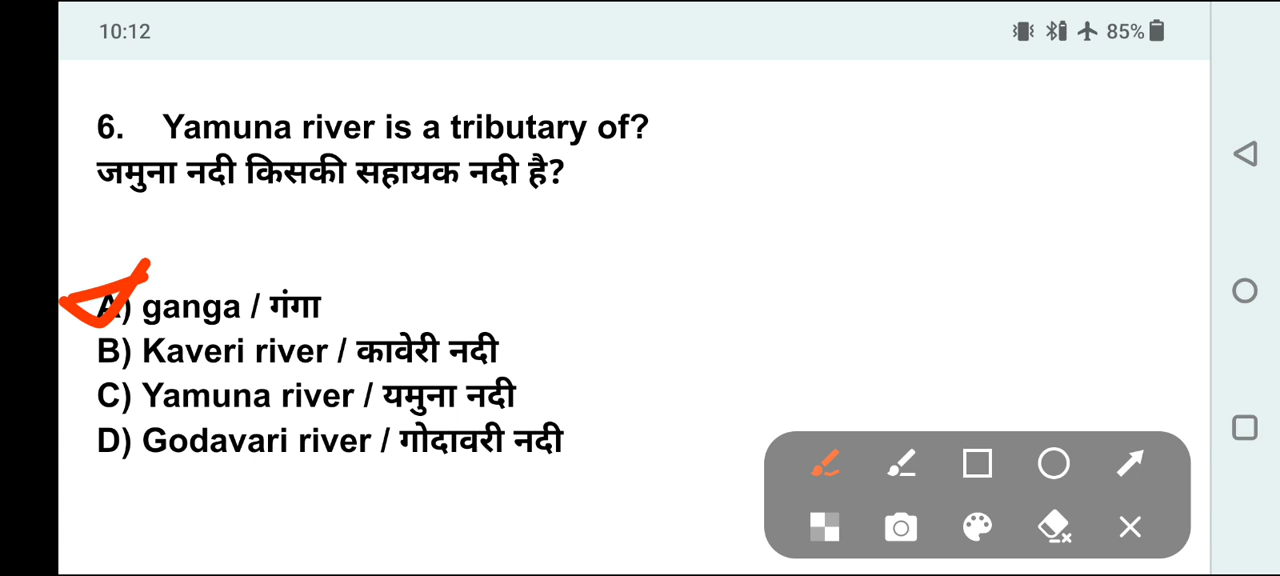 10:12
85%
6. Yamuna river is a tributary of?
जमुना नदी किसकी सहायक नदी है?
A) ganga / गंगा
B) Kaveri river / कावेरी नदी
C) Yamuna river / यमुना नदी
D) Godavari river / गोदावरी नदी